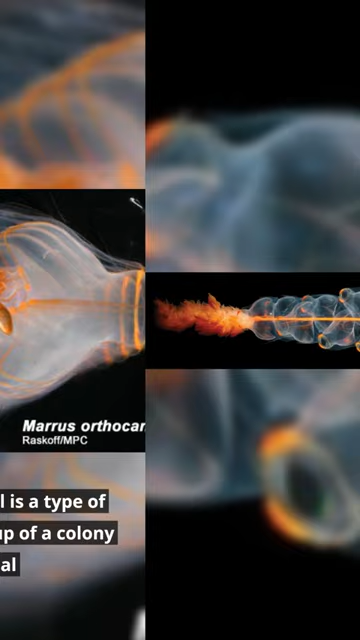 Marrus orthocar
Raskoff/MPC
l is a type of
up of a colony
al